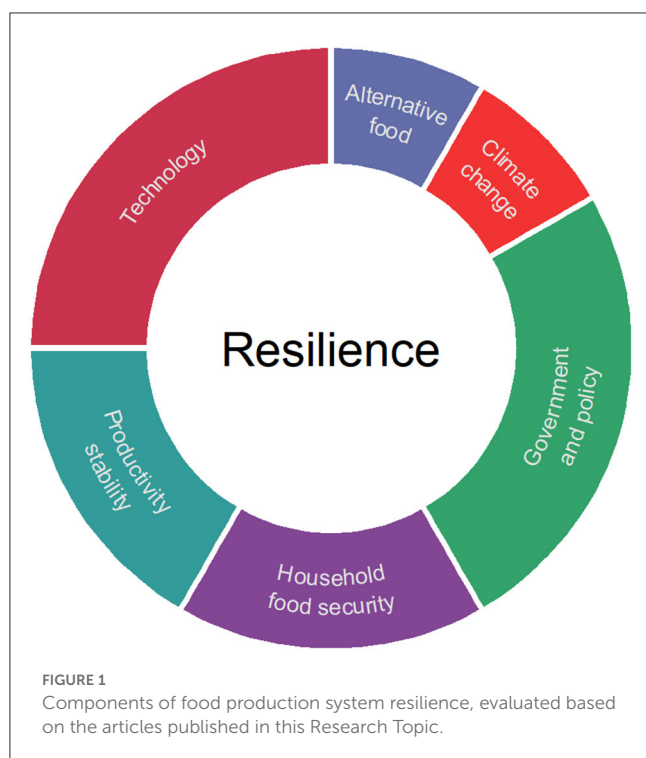 Alternative
food
Climate
change
Technology
Resilience
Government
and policy
Productivity
stability
Household
food security
FIGURE 1
Components of food production system resilience, evaluated based
on the articles published in this Research Topic.